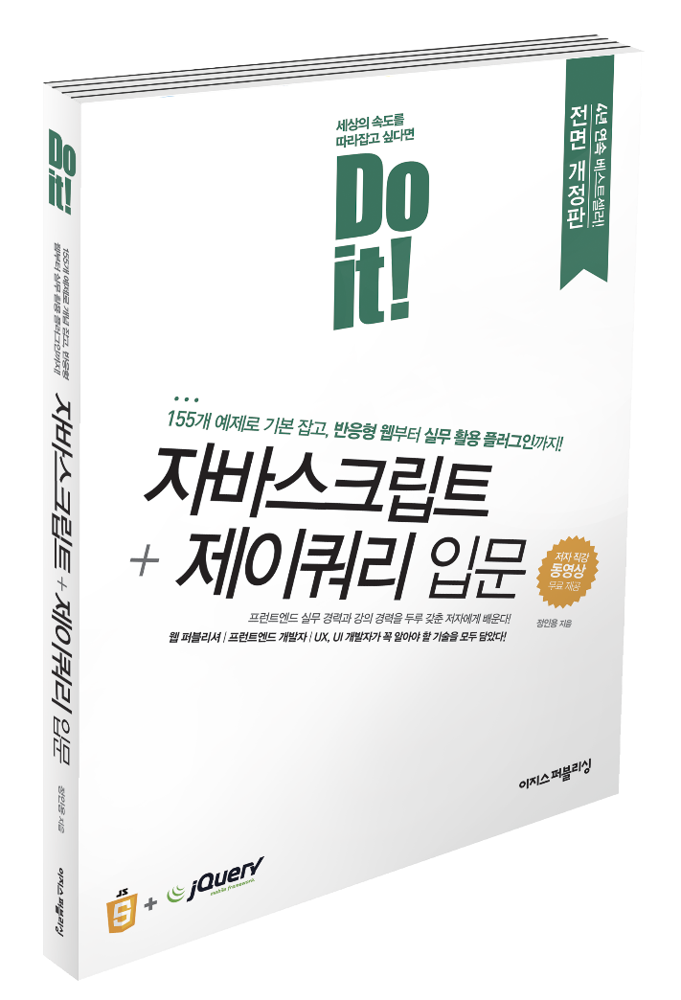 세상의 속도를
따라잡고 싶다면
Do
it!
4년 연속 베스트셀러!
전면 개정판
155개 예제로 기본 잡고, 반응형 웹부터 실무 활용 플러그인까지!
자바스크립트
+ 제이쿼리 입문
저자 직강
동영상
무료 제공
프런트엔드 실무 경력과 강의 경력을 두루 갖춘 저자에게 배운다!
웹 퍼블리셔 | 프런트엔드 개발자 | UX, UI 개발자가 꼭 알아야 할 기술을 모두 담았다!
정인용 지음
이지스 퍼블리싱
JS
5
+
jQuery
mobile framework
Do
it!
155개 예제로 개념 잡고, 반응형
웹부터 실무 활용 플러그인까지!
자바스크립트 + 제이쿼리 입문
정인용 지음
이지스 퍼블리싱